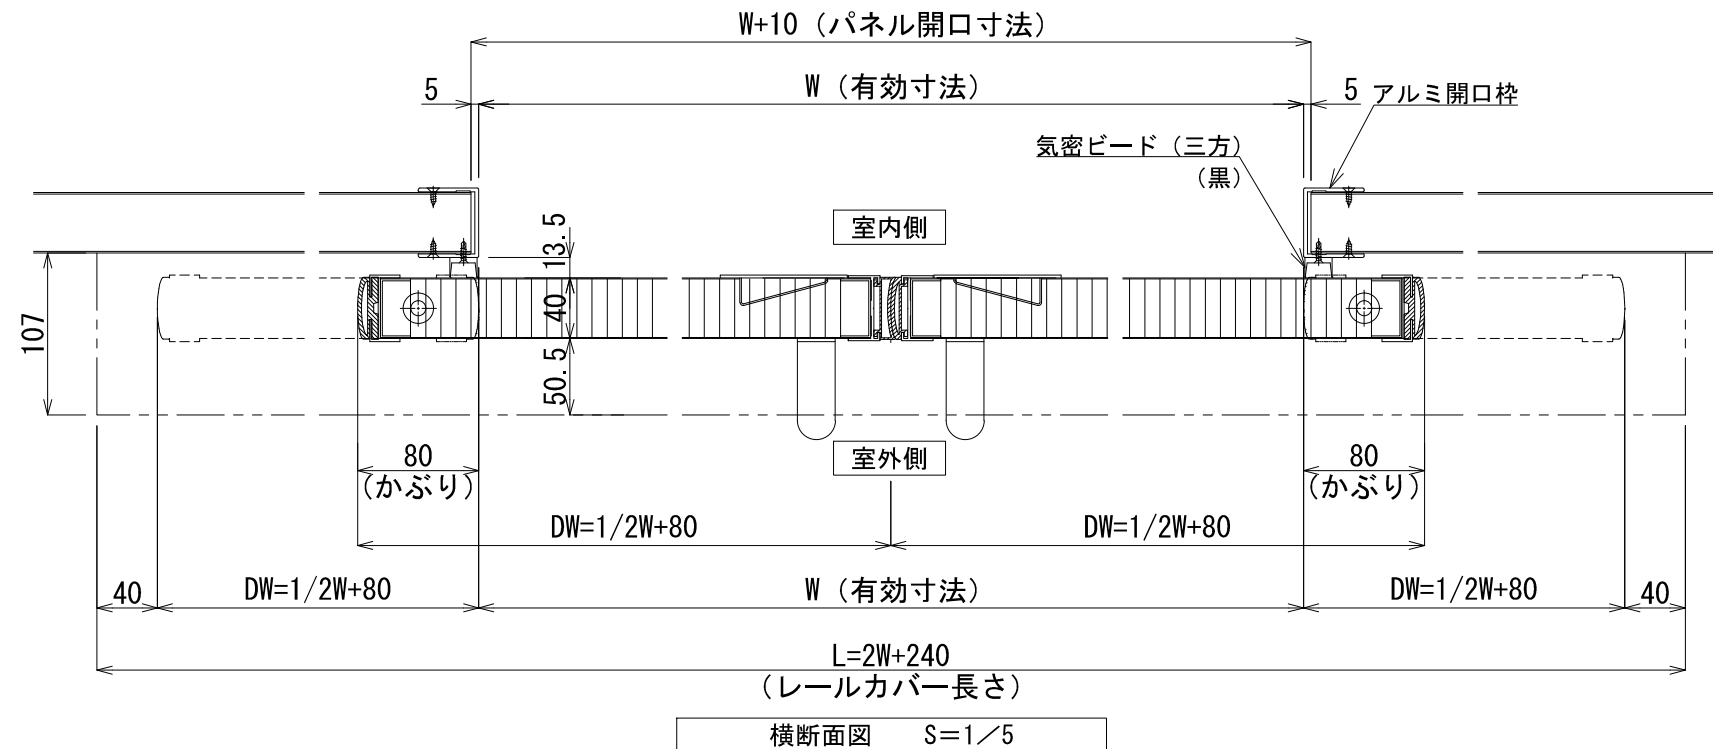 W+10（パネル開口寸法）
5
W（有効寸法）
5
アルミ開口枠
気密ビード（三方）
（黒）
室内側
13.5
40
50.5
107
室外側
80
（かぶり）
80
（かぶり）
DW=1/2W+80
DW=1/2W+80
40
DW=1/2W+80
W（有効寸法）
DW=1/2W+80
40
L=2W+240
（レールカバー長さ）
横断面図　S＝1／5